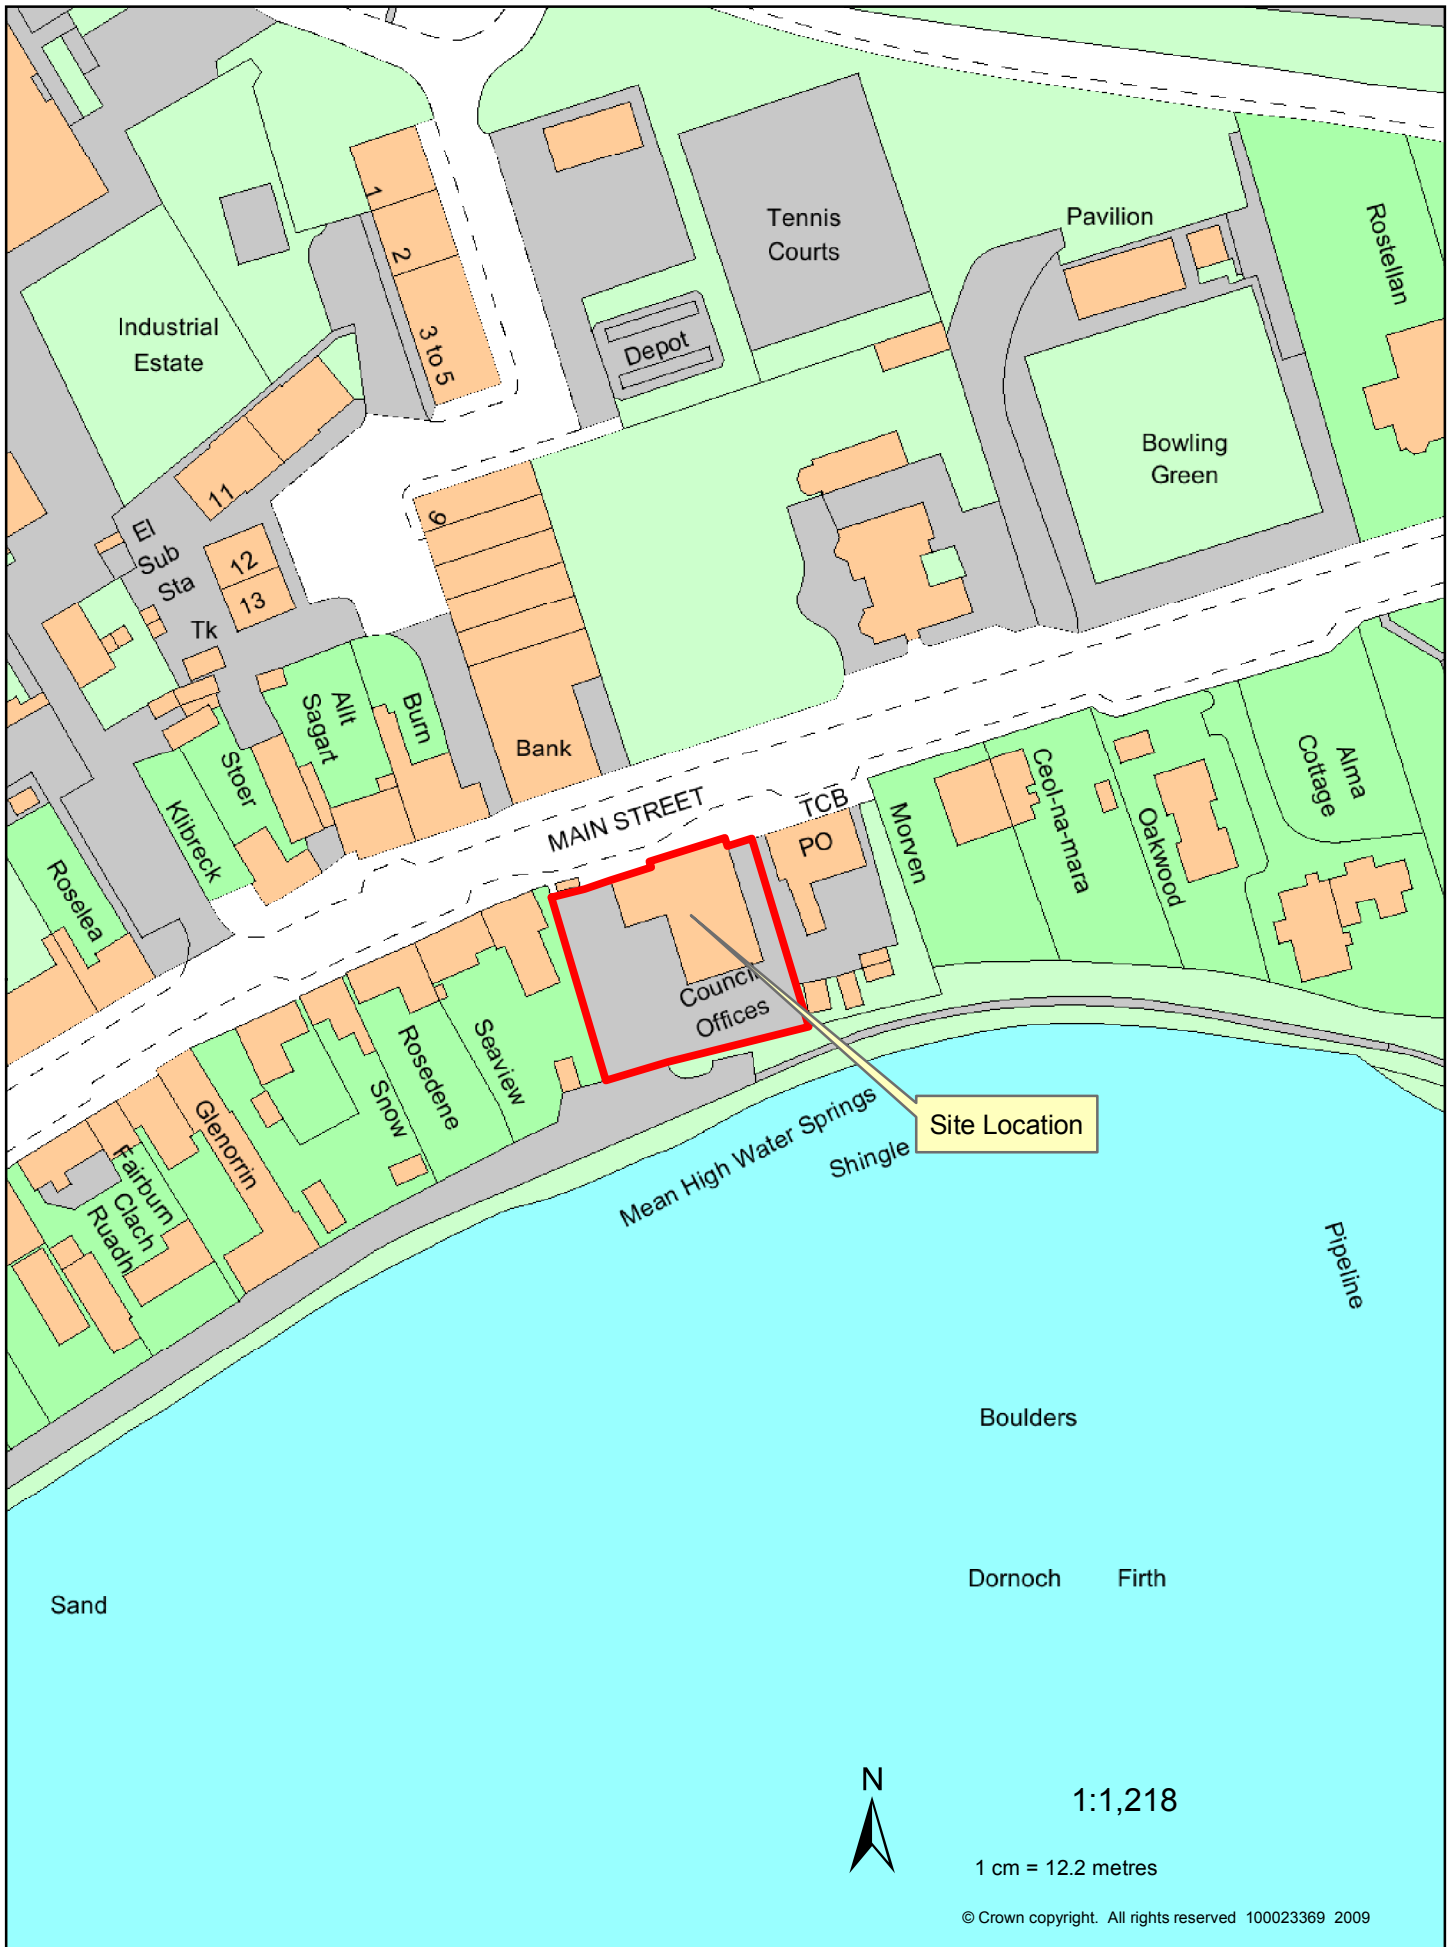 Tennis
Courts
Pavilion
Rostellan
1
2
3 to 5
Industrial
Estate
Depot
Bowling
Green
11
6
El
Sub
Sta
12
13
Tk
Allt
Sagart
Burn
Bank
Stoer
Klibreck
Roselea
MAIN STREET
TCB
PO
Morven
Ceol-na-mara
Oakwood
Alma
Cottage
Council
Offices
Seaview
Rosedene
Snow
Glenorrin
Fairburn
Clach
Ruadh
Site Location
Mean High Water Springs
Shingle
Pipeline
Boulders
Dornoch Firth
Sand
N
1:1,218
1 cm = 12.2 metres
© Crown copyright. All rights reserved 100023369 2009